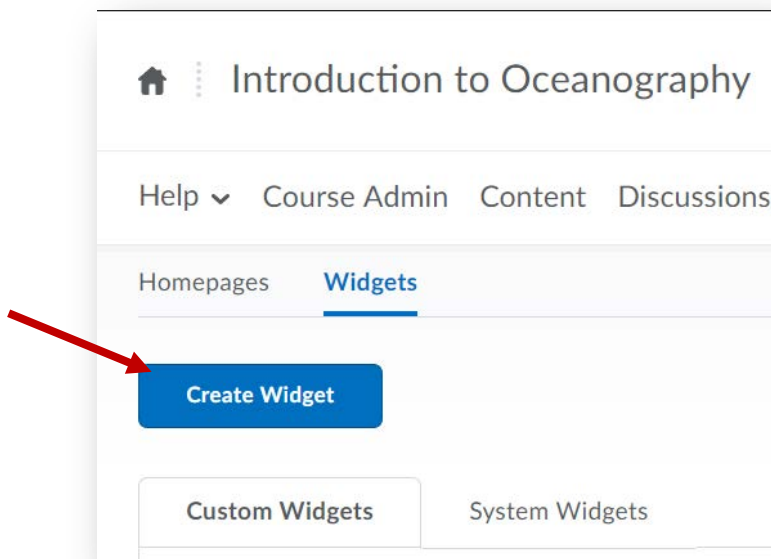 Introduction to Oceanography
Help Course Admin Content Discussions
Homepages Widgets
Create Widget
Custom Widgets System Widgets